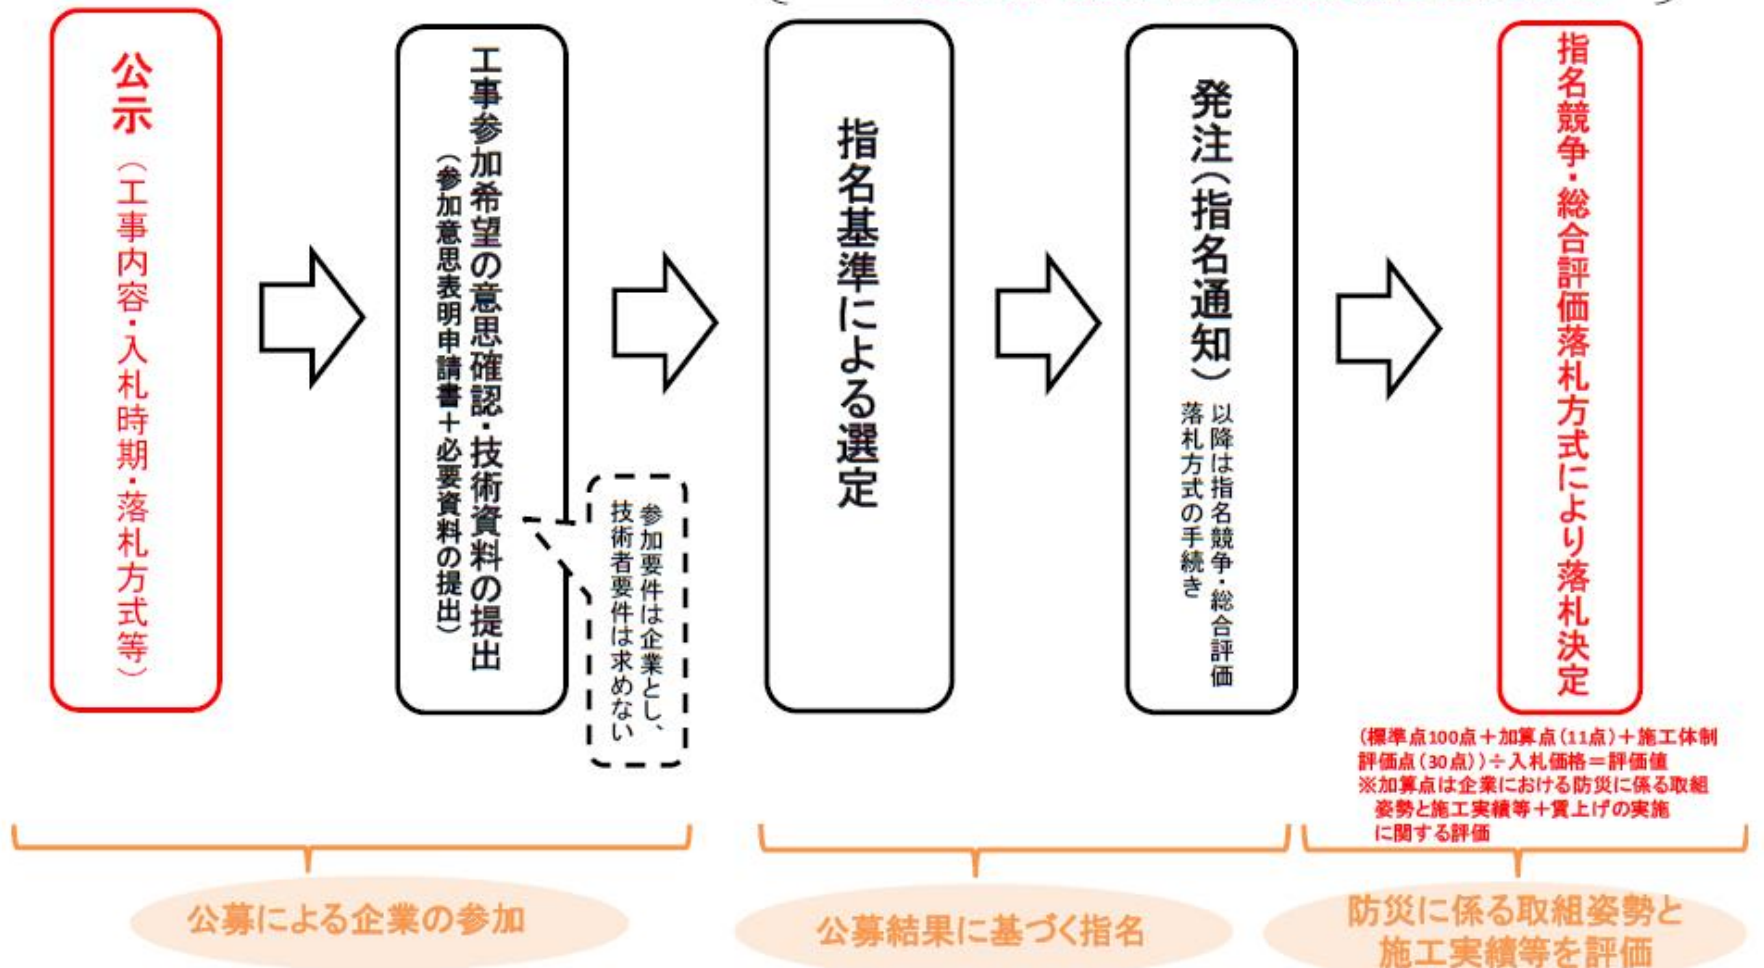 公示（工事内容・入札時期・落札方式等）
工事参加希望の意思確認・技術資料の提出
（参加意思表明申請書＋必要資料の提出）
参加要件は企業とし、
技術者要件は求めない
指名基準による選定
発注（指名通知）
以降は指名競争・総合評価
落札方式の手続き
指名競争・総合評価落札方式により落札決定
(標準点100点＋加算点(11点)＋施工体制
評価点(30点))÷入札価格＝評価値
※加算点は企業における防災に係る取組
姿勢と施工実績等＋賃上げの実施
に関する評価
公募による企業の参加
公募結果に基づく指名
防災に係る取組姿勢と
施工実績等を評価